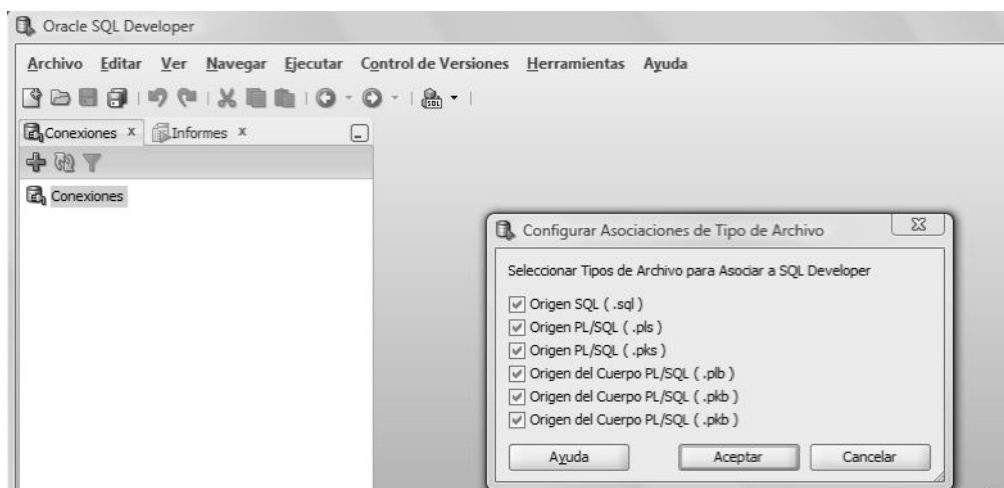 Oracle SQL Developer
Archivo Editar Ver Navegar Ejecutar Control de Versiones Herramientas Ayuda
SQL
Conexiones x Informes x
Conexiones
Configurar Asociaciones de Tipo de Archivo
Seleccionar Tipos de Archivo para Asociar a SQL Developer
Origen SQL ( .sql )
Origen PL/SQL ( .pls )
Origen PL/SQL ( .pks )
Origen del Cuerpo PL/SQL ( .plb )
Origen del Cuerpo PL/SQL ( .pkb )
Origen del Cuerpo PL/SQL ( .pkb )
Ayuda Aceptar Cancelar